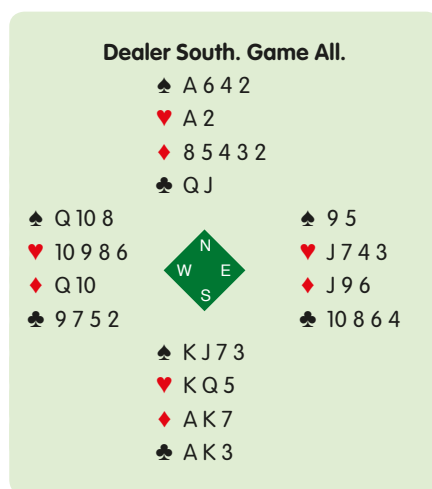 Dealer South. Game All.
♠ A 6 4 2
♥ A 2
♦ 8 5 4 3 2
♣ Q J
♠ Q 10 8
♥ 10 9 8 6
♦ Q 10
♣ 9 7 5 2
N
W E
S
♠ 9 5
♥ J 7 4 3
♦ J 9 6
♣ 10 8 6 4
♠ K J 7 3
♥ K Q 5
♦ A K 7
♣ A K 3